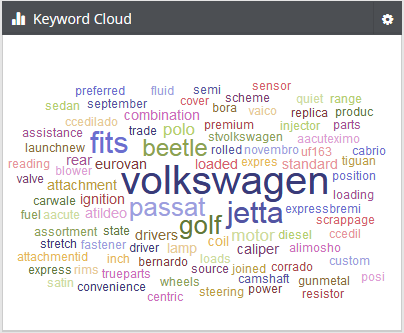 Keyword Cloud
sensor
preferred fluid semi
quiet range
september cover scheme
sedan bora vaico replica produc
ccedilado combination
assistance trade polo premium injector parts
stvolkswagen aacuteximo
launchnew fits beetle rolled novembro uf163 cabrio
reading rear eurovan loaded expres standard tiguan
blower
valve attachment volkswagen position
carwale ignition loading
fuel aacute atildeo passat jetta expressbremi
golf scrappage
assortment state drivers coil motor diesel ccedil
stretch fastener driver lamp caliper alimosho
attachmentid inch bernardo loads custom
express rims trueparts source joined corrado posi
satin wheels camshaft gunmetal
convenience steering power resistor
centric